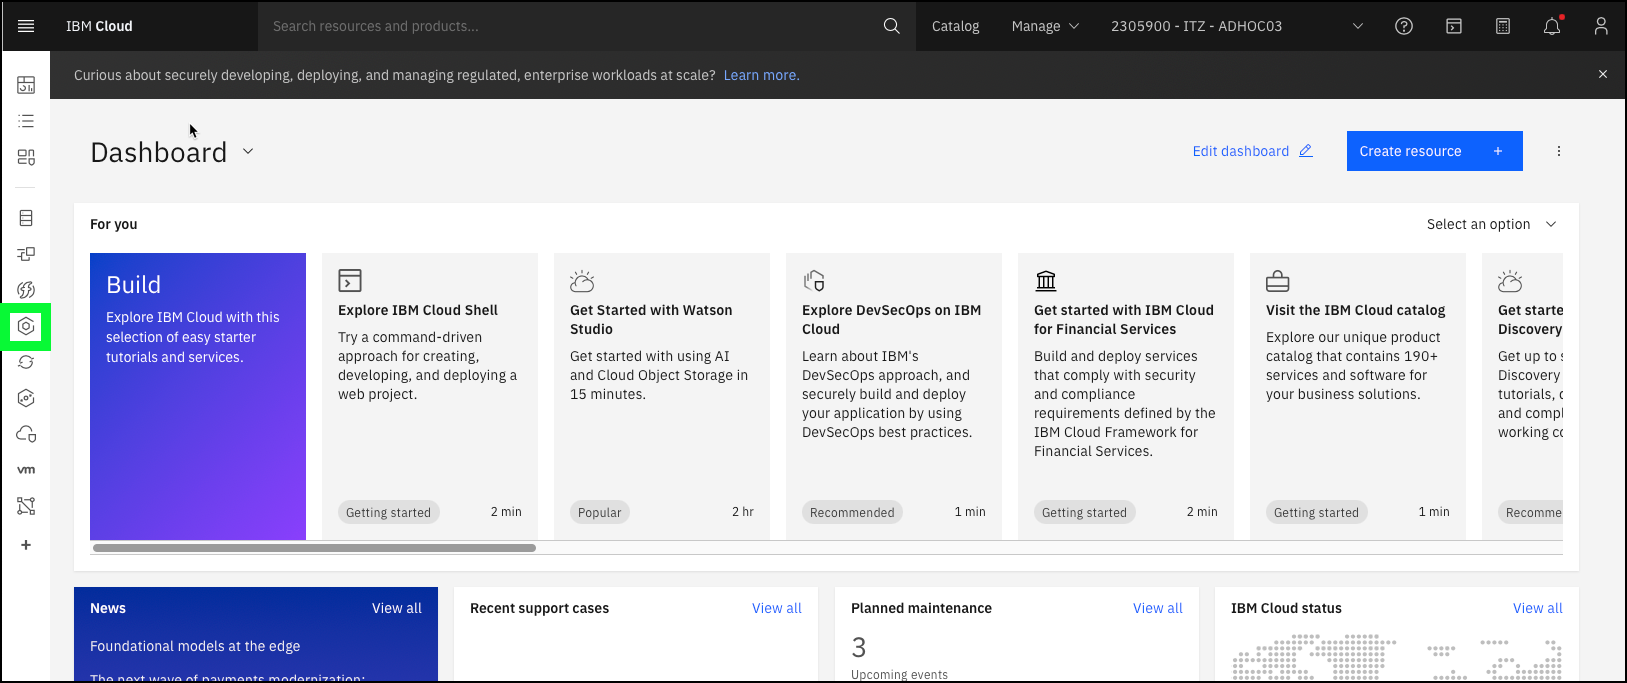 IBM Cloud
Search resources and products...
Catalog
Manage
2305900 - ITZ - ADHOC03
Curious about securely developing, deploying, and managing regulated, enterprise workloads at scale? Learn more.
Dashboard
Edit dashboard
Create resource +
For you
Select an option
Build
Explore IBM Cloud with this
selection of easy starter
tutorials and services.
Explore IBM Cloud Shell
Try a command-driven
approach for creating,
developing, and deploying a
web project.
Getting started
2 min
Get Started with Watson
Studio
Get started with using AI
and Cloud Object Storage in
15 minutes.
Popular
2 hr
Explore DevSecOps on IBM
Cloud
Learn about IBM's
DevSecOps approach, and
securely build and deploy
your application by using
DevSecOps best practices.
Recommended
1 min
Get started with IBM Cloud
for Financial Services
Build and deploy services
that comply with security
and compliance
requirements defined by the
IBM Cloud Framework for
Financial Services.
Getting started
2 min
Visit the IBM Cloud catalog
Explore our unique product
catalog that contains 190+
services and software for
your business solutions.
Getting started
1 min
Get starte
Discovery
Get up to s
Discovery
tutorials, c
and compl
working co
Recomme
vm
News
View all
Foundational models at the edge
The next wave of payments modernization:
Recent support cases
View all
Planned maintenance
View all
3
Upcoming events
IBM Cloud status
View all